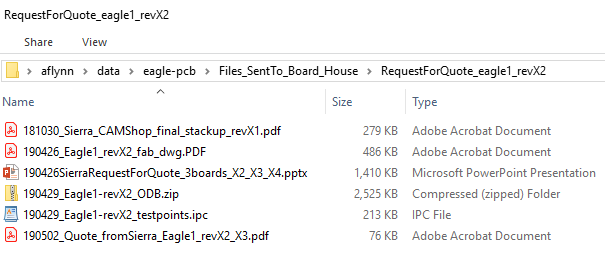 RequestForQuote_eagle1_revX2
Share View
aflynn > data > eagle-pcb > Files_SentTo_Board_House > RequestForQuote_eagle1_revX2
Name Size Type
181030_Sierra_CAMShop_final_stackup_revX1.pdf 279 KB Adobe Acrobat Document
190426_Eagle1_revX2_fab_dwg.PDF 486 KB Adobe Acrobat Document
190426SierraRequestForQuote_3boards_X2_X3_X4.pptx 1,410 KB Microsoft PowerPoint Presentation
190429_Eagle1-revX2_ODB.zip 2,525 KB Compressed (zipped) Folder
190429_Eagle1-revX2_testpoints.ipc 213 KB IPC File
190502_Quote_fromSierra_Eagle1_revX2_X3.pdf 76 KB Adobe Acrobat Document